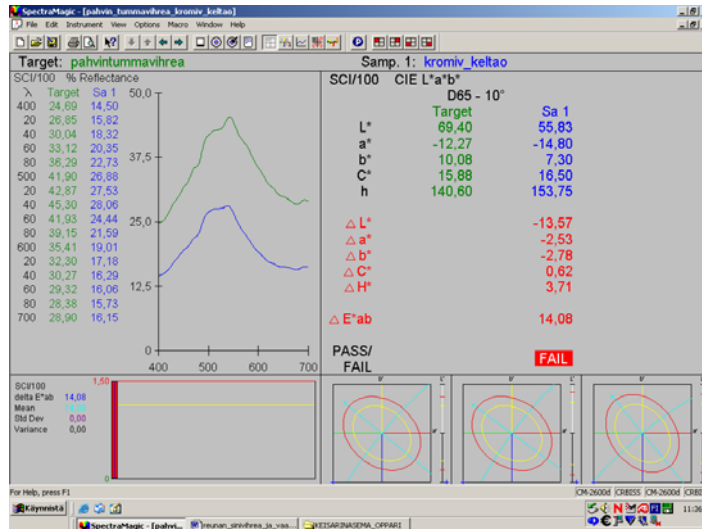 SpectraMagic - [pahvin_tummavihrea_kromiv_keltao]
File Edit Instrument View Options Macro Window Help
Target: pahvintummavihrea Samp. 1: kromiv_keltao
SCI/100 % Reflectance
λ Target Sa 1
400 24,69 14,50
20 26,85 15,82
40 30,04 18,32
60 33,12 20,35
80 36,29 22,73
500 41,90 26,88
20 42,87 27,53
40 45,30 28,06
60 41,93 24,44
80 39,15 21,59
600 35,41 19,01
20 32,30 17,18
40 30,27 16,29
60 29,32 16,06
80 28,38 15,73
700 28,90 16,15
50,0
37,5
25,0
12,5
0
400 500 600 700
SCI/100 CIE L*a*b*
D65 - 10°
Target Sa 1
L* 69,40 55,83
a* -12,27 -14,80
b* 10,08 7,30
C* 15,88 16,50
h 140,60 153,75
△ L* -13,57
△ a* -2,53
△ b* -2,78
△ C* 0,62
△ H* 3,71
△ E*ab 14,08
PASS/
FAIL FAIL
SCI/100
delta E*ab 14,08
Mean 14,08
Std Dev 0,00
Variance 0,00
1,50
0
For Help, press F1
CM-2600d CRBISS CM-2600d CRBI
Käynnistä
11:36
SpectraMagic - [pahvi... reunan_sinivihrea_ja_vaa... KEISARINASEMA_OPPARI